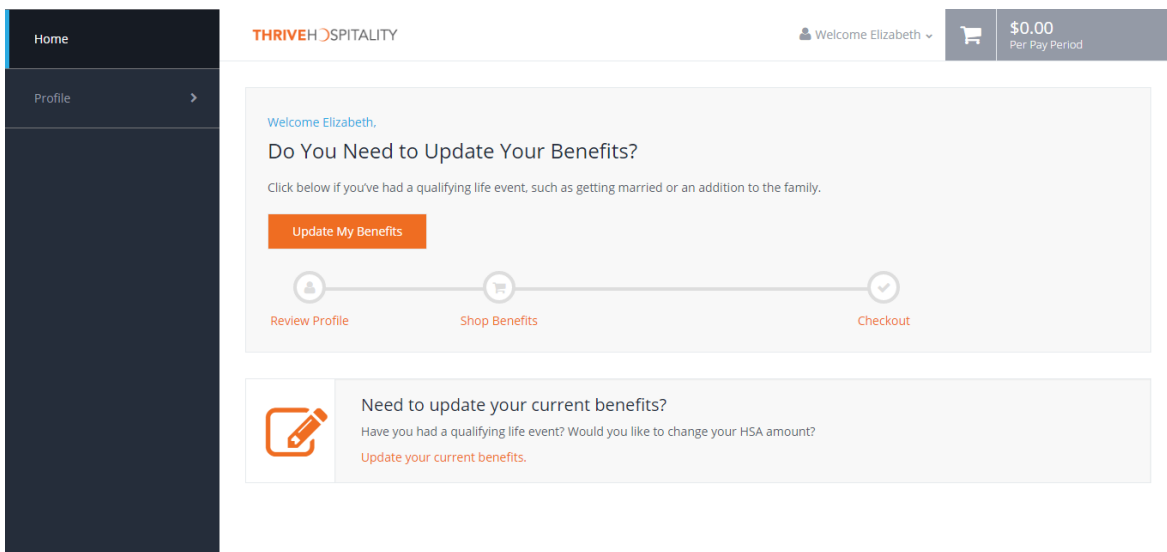 Home
Profile
THRIVEHOSPITALITY
Welcome Elizabeth
$0.00
Per Pay Period
Welcome Elizabeth,
Do You Need to Update Your Benefits?
Click below if you've had a qualifying life event, such as getting married or an addition to the family.
Update My Benefits
Review Profile
Shop Benefits
Checkout
Need to update your current benefits?
Have you had a qualifying life event? Would you like to change your HSA amount?
Update your current benefits.